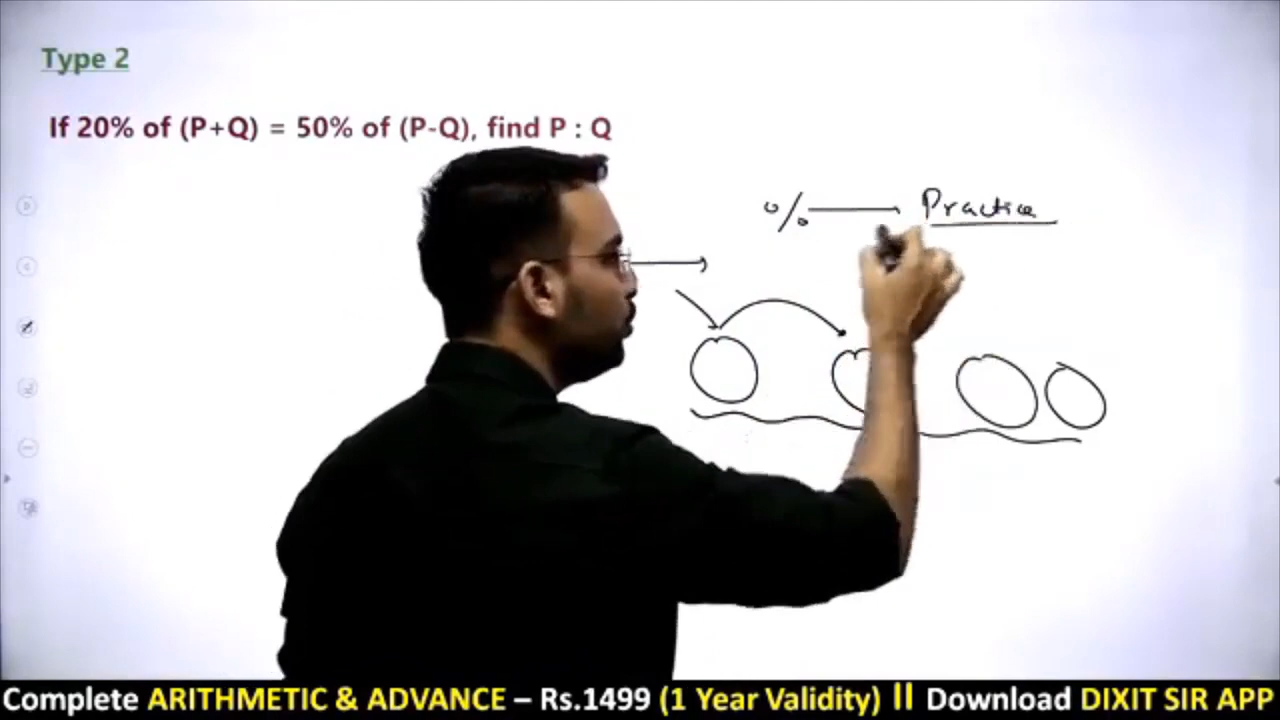 Type 2
If 20% of (P+Q) = 50% of (P-Q), find P : Q
% Practice
Complete ARITHMETIC & ADVANCE – Rs.1499 (1 Year Validity) II Download DIXIT SIR APP